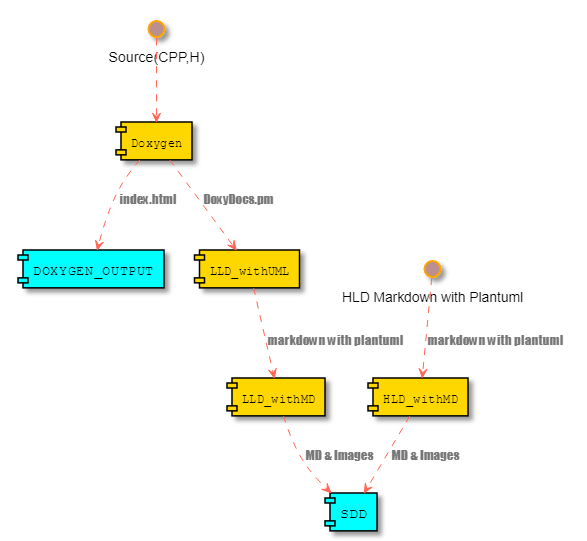 Source(CPP,H)
Doxygen
index.html
DoxyDocs.pm
DOXYGEN_OUTPUT
LLD_withUML
HLD Markdown with Plantuml
markdown with plantuml
markdown with plantuml
LLD_withMD
HLD_withMD
MD & Images
MD & Images
SDD